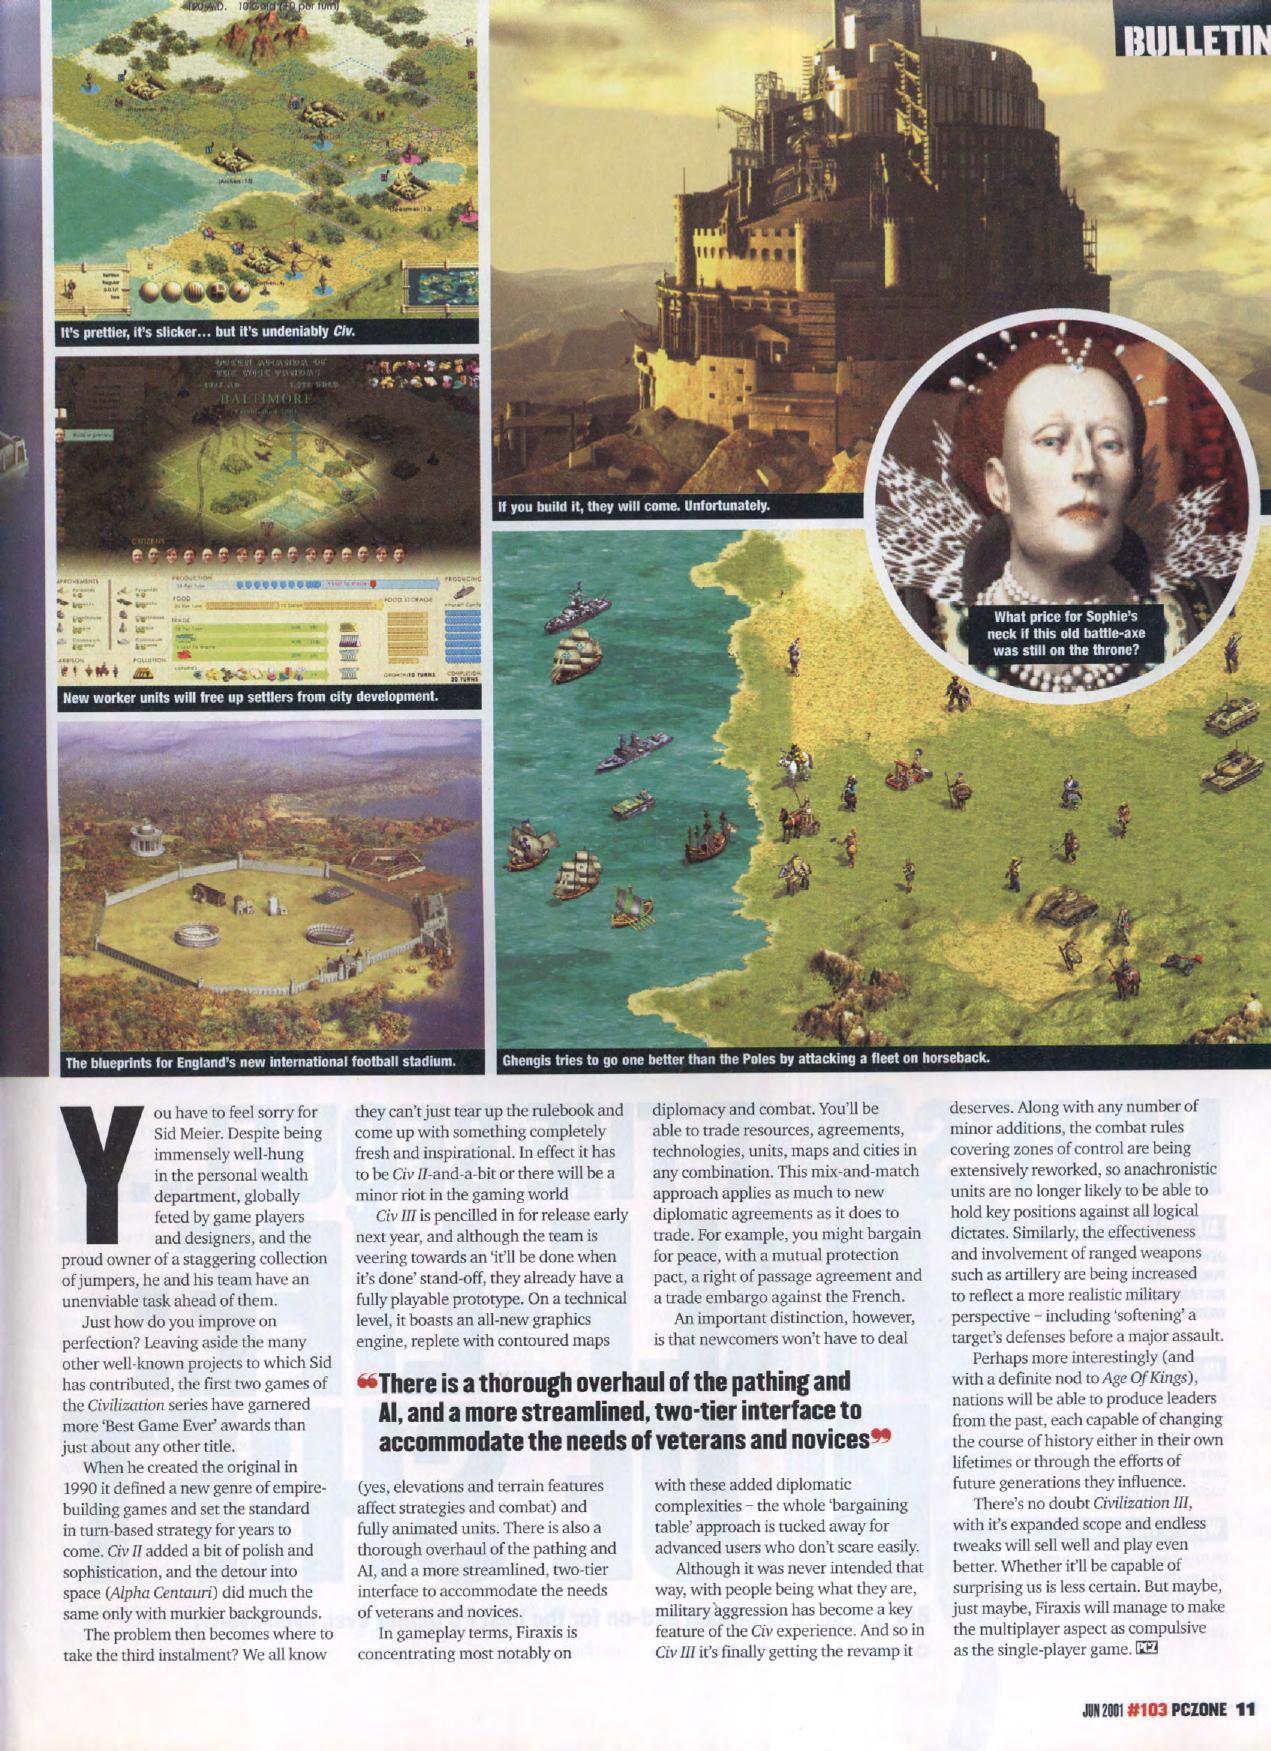 BULLETIN
120 A.D. 10 Gold (+0 per turn)
It's prettier, it's slicker... but it's undeniably Civ.
BALTIMORE
CITIZENS
PRODUCTION
FOOD
FOOD STORAGE
TRADE
POLLUTION
New worker units will free up settlers from city development.
The blueprints for England's new international football stadium.
If you build it, they will come. Unfortunately.
What price for Sophie's
neck if this old battle-axe
was still on the throne?
Ghengis tries to go one better than the Poles by attacking a fleet on horseback.
You have to feel sorry for
Sid Meier. Despite being
immensely well-hung
in the personal wealth
department, globally
feted by game players
and designers, and the
proud owner of a staggering collection
of jumpers, he and his team have an
unenviable task ahead of them.
Just how do you improve on
perfection? Leaving aside the many
other well-known projects to which Sid
has contributed, the first two games of
the Civilization series have garnered
more 'Best Game Ever' awards than
just about any other title.
When he created the original in
1990 it defined a new genre of empire-
building games and set the standard
in turn-based strategy for years to
come. Civ II added a bit of polish and
sophistication, and the detour into
space (Alpha Centauri) did much the
same only with murkier backgrounds.
The problem then becomes where to
take the third instalment? We all know
they can't just tear up the rulebook and
come up with something completely
fresh and inspirational. In effect it has
to be Civ II-and-a-bit or there will be a
minor riot in the gaming world
Civ III is pencilled in for release early
next year, and although the team is
veering towards an 'it'll be done when
it's done' stand-off, they already have a
fully playable prototype. On a technical
level, it boasts an all-new graphics
engine, replete with contoured maps
(yes, elevations and terrain features
affect strategies and combat) and
fully animated units. There is also a
thorough overhaul of the pathing and
AI, and a more streamlined, two-tier
interface to accommodate the needs
of veterans and novices.
In gameplay terms, Firaxis is
concentrating most notably on
❝There is a thorough overhaul of the pathing and
AI, and a more streamlined, two-tier interface to
accommodate the needs of veterans and novices❞
diplomacy and combat. You'll be
able to trade resources, agreements,
technologies, units, maps and cities in
any combination. This mix-and-match
approach applies as much to new
diplomatic agreements as it does to
trade. For example, you might bargain
for peace, with a mutual protection
pact, a right of passage agreement and
a trade embargo against the French.
An important distinction, however,
is that newcomers won't have to deal
with these added diplomatic
complexities – the whole 'bargaining
table' approach is tucked away for
advanced users who don't scare easily.
Although it was never intended that
way, with people being what they are,
military aggression has become a key
feature of the Civ experience. And so in
Civ III it's finally getting the revamp it
deserves. Along with any number of
minor additions, the combat rules
covering zones of control are being
extensively reworked, so anachronistic
units are no longer likely to be able to
hold key positions against all logical
dictates. Similarly, the effectiveness
and involvement of ranged weapons
such as artillery are being increased
to reflect a more realistic military
perspective – including 'softening' a
target's defenses before a major assault.
Perhaps more interestingly (and
with a definite nod to Age Of Kings),
nations will be able to produce leaders
from the past, each capable of changing
the course of history either in their own
lifetimes or through the efforts of
future generations they influence.
There's no doubt Civilization III,
with it's expanded scope and endless
tweaks will sell well and play even
better. Whether it'll be capable of
surprising us is less certain. But maybe,
just maybe, Firaxis will manage to make
the multiplayer aspect as compulsive
as the single-player game. PCZ
JUN 2001 #103 PCZONE 11